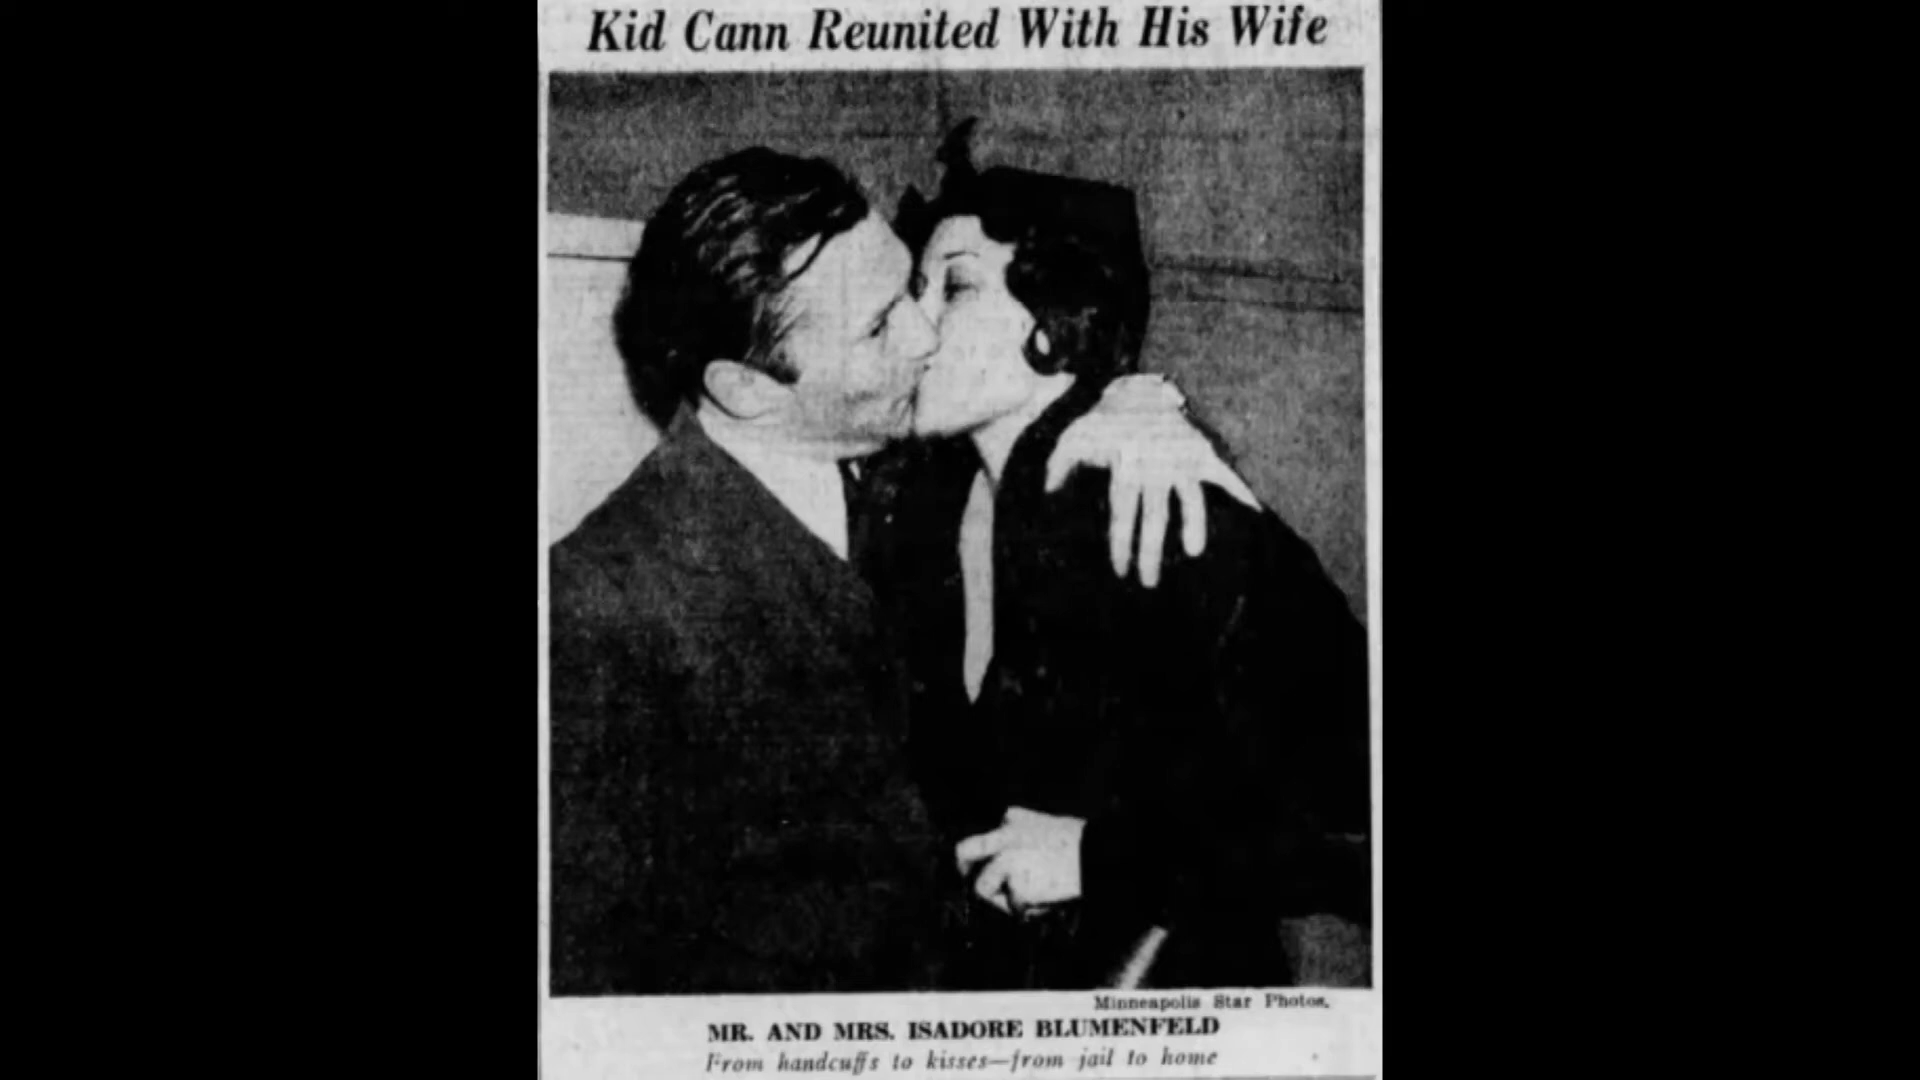 Kid Cann Reunited With His Wife
Minneapolis Star Photos.
MR. AND MRS. ISADORE BLUMENFELD
From handcuffs to kisses—from jail to home